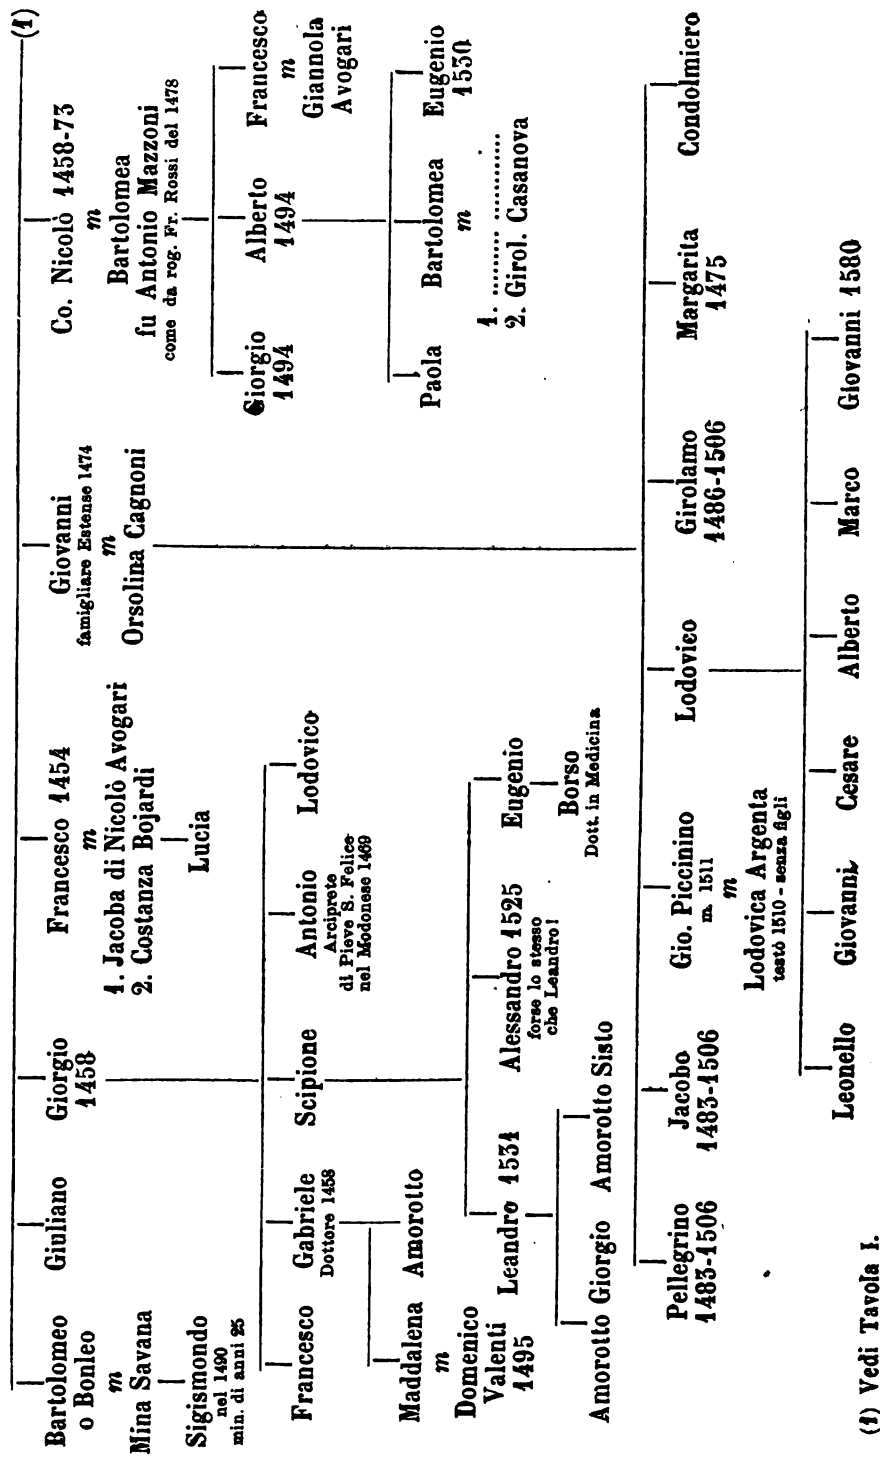 (1)
Bartolomeo
o Bonleo
m
Mina Savana
Sigismondo
nel 1490
min. di anni 25
Giuliano
Giorgio
1458
Francesco 1454
m
1. Jacoba di Nicolò Avogari
2. Costanza Bojardi
Lucia
Giovanni
famigliare Estense 1474
m
Orsolina Cagnoni
Co. Nicolò 1458-73
m
Bartolomea
fu Antonio Mazzoni
come da rog. Fr. Rossi del 1478
Giorgio
1494
Alberto
1494
Francesco
m
Giannola
Avogari
Paola
Bartolomea
m
1. ......... ...........
2. Girol. Casanova
Eugenio
1530
Francesco
Gabriele
Dottore 1458
Scipione
Antonio
Arciprete
di Pieve S. Felice
nel Modonese 1469
Lodovico
Maddalena
m
Domenico
Valenti
1495
Amorotto
Leandro 1534
Alessandro 1525
forse lo stesso
che Leandro!
Eugenio
Borso
Dott. in Medicina
Amorotto Giorgio
Amorotto Sisto
Pellegrino
1483-1506
Jacobo
1483-1506
Gio. Piccinino
m. 1511
m
Lodovica Argenta
testò 1510 - senza figli
Lodovico
Girolamo
1486-1506
Margarita
1475
Condolmiero
Leonello
Giovanni
Cesare
Alberto
Marco
Giovanni 1580
(1) Vedi Tavola I.